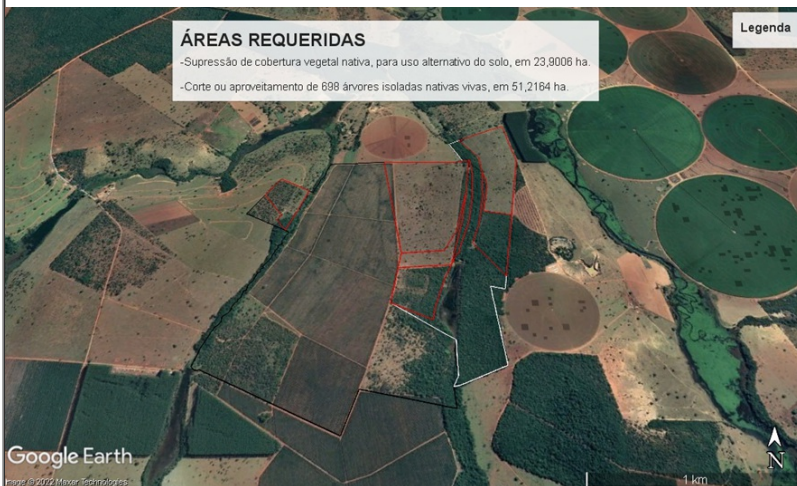 ÁREAS REQUERIDAS
Legenda
-Supressão de cobertura vegetal nativa, para uso alternativo do solo, em 23,9006 ha.
-Corte ou aproveitamento de 698 árvores isoladas nativas vivas, em 51,2164 ha.
Google Earth
Image © 2022 Maxar Technologies
1 km
N